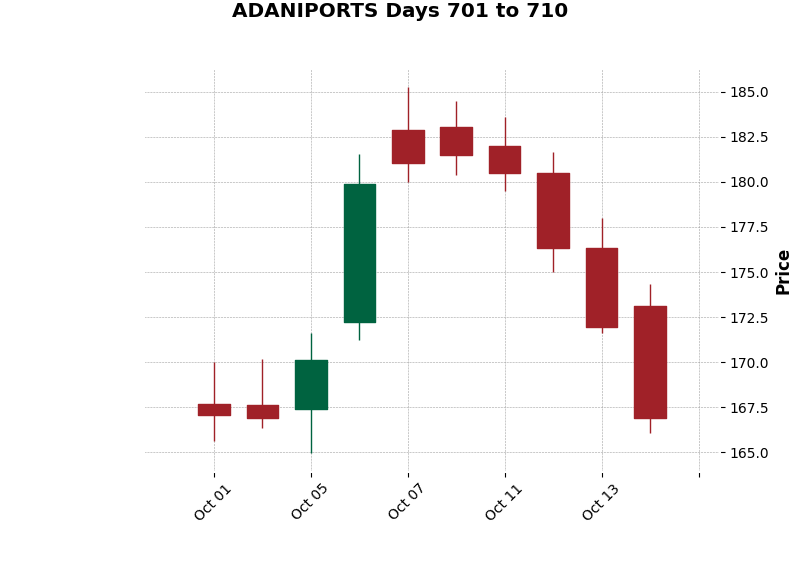 ADANIPORTS Days 701 to 710
185.0
182.5
180.0
177.5
175.0
172.5
170.0
167.5
165.0
Price
Oct 01
Oct 05
Oct 07
Oct 11
Oct 13